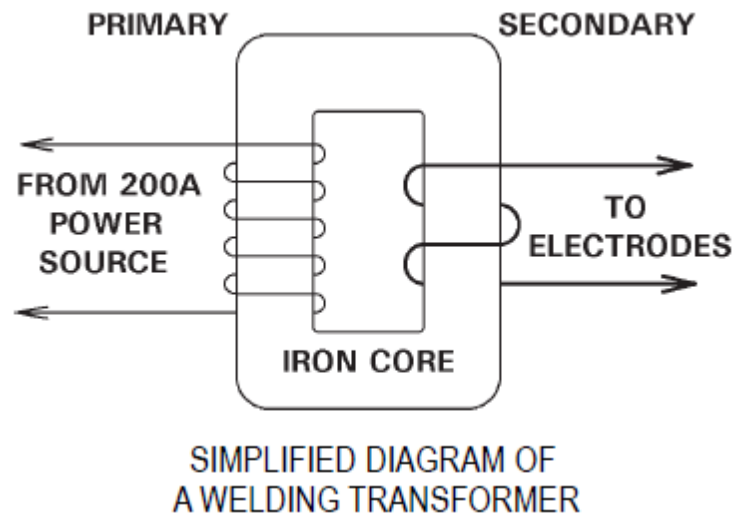 PRIMARY
SECONDARY
FROM 200A
POWER
SOURCE
TO
ELECTRODES
IRON CORE
SIMPLIFIED DIAGRAM OF
A WELDING TRANSFORMER